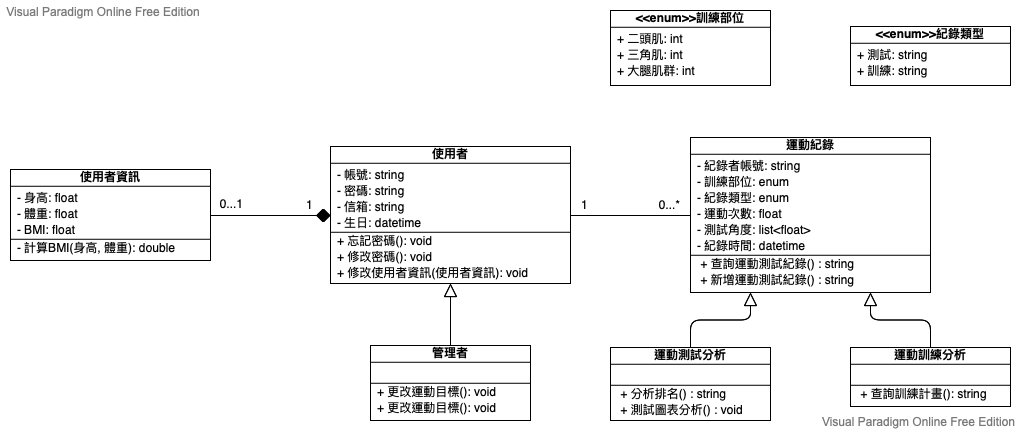 Visual Paradigm Online Free Edition
<<enum>>訓練部位
+ 二頭肌: int
+ 三角肌: int
+ 大腿肌群: int
<<enum>>紀錄類型
+ 測試: string
+ 訓練: string
使用者資訊
- 身高: float
- 體重: float
- BMI: float
- 計算BMI(身高, 體重): double
0...1
1
使用者
- 帳號: string
- 密碼: string
- 信箱: string
- 生日: datetime
+ 忘記密碼(): void
+ 修改密碼(): void
+ 修改使用者資訊(使用者資訊): void
1
0...*
運動紀錄
- 紀錄者帳號: string
- 訓練部位: enum
- 紀錄類型: enum
- 運動次數: float
- 測試角度: list<float>
- 紀錄時間: datetime
+ 查詢運動測試紀錄() : string
+ 新增運動測試紀錄() : string
管理者
+ 更改運動目標(): void
+ 更改運動目標(): void
運動測試分析
+ 分析排名() : string
+ 測試圖表分析() : void
運動訓練分析
+ 查詢訓練計畫(): string
Visual Paradigm Online Free Edition